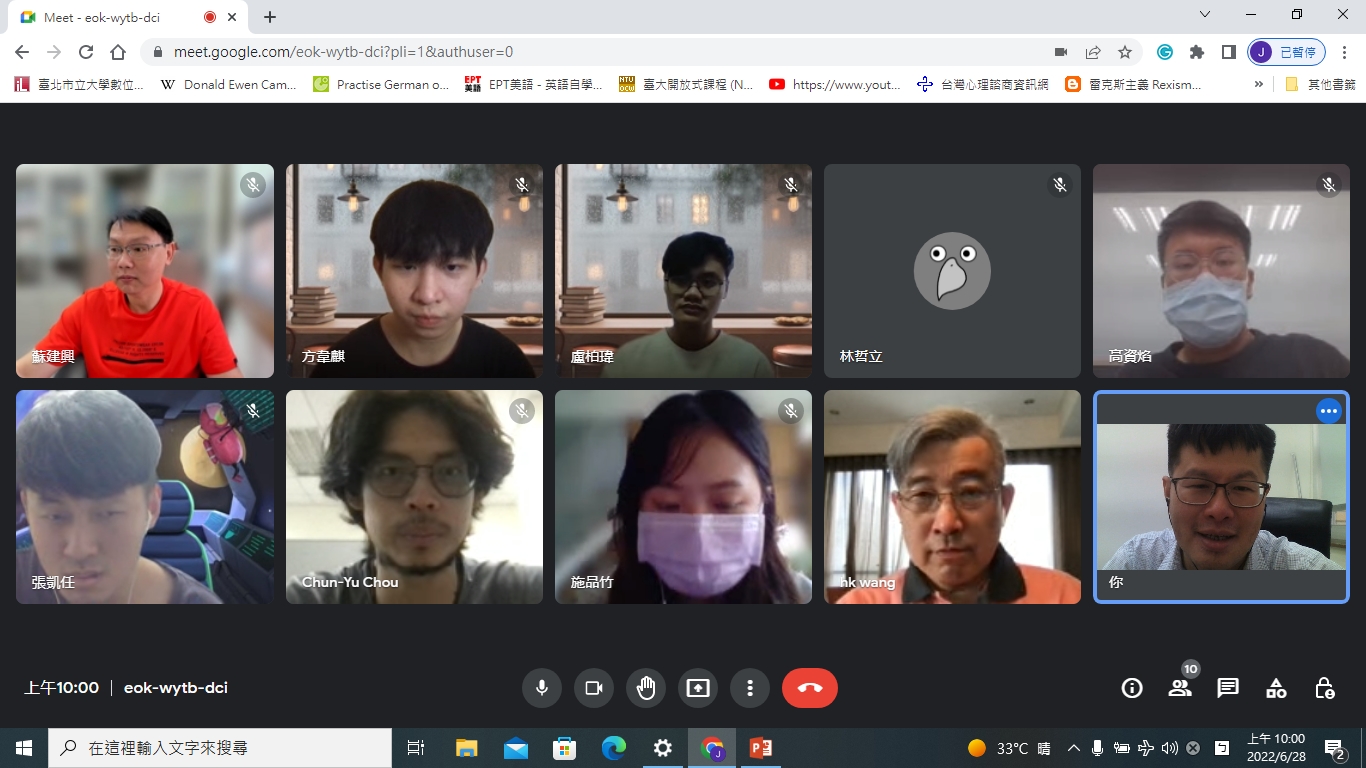 Meet - eok-wytb-dci
meet.google.com/eok-wytb-dci?pli=1&authuser=0
J 已暫停
臺北市立大學數位...
W Donald Ewen Cam...
Practise German o...
EPT 美語 EPT美語 - 英語自學...
NTU OCW 臺大開放式課程 (N...
https://www.yout...
台灣心理諮商資訊網
雷克斯主義 Rexism...
»
其他書籤
蘇建興
方韋麒
盧柏瑋
林哲立
高資焰
張凱任
Chun-Yu Chou
施品竹
hk wang
你
上午10:00 | eok-wytb-dci
10
在這裡輸入文字來搜尋
33°C 晴
上午 10:00
2022/6/28
2